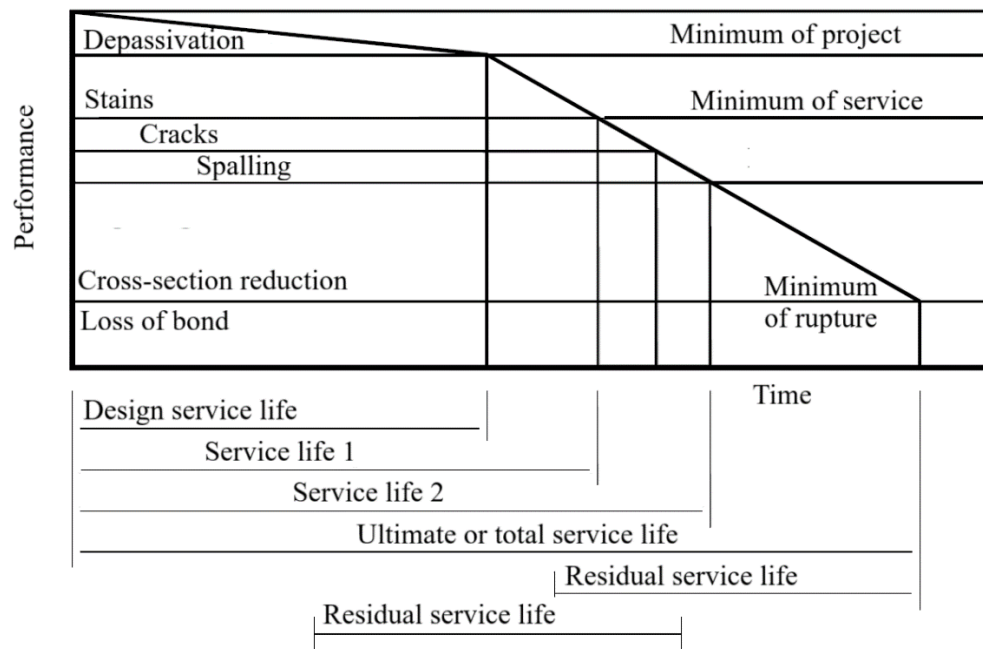 Depassivation
Minimum of project
Stains
Minimum of service
Cracks
Spalling
Performance
Cross-section reduction
Minimum
of rupture
Loss of bond
Time
Design service life
Service life 1
Service life 2
Ultimate or total service life
Residual service life
Residual service life